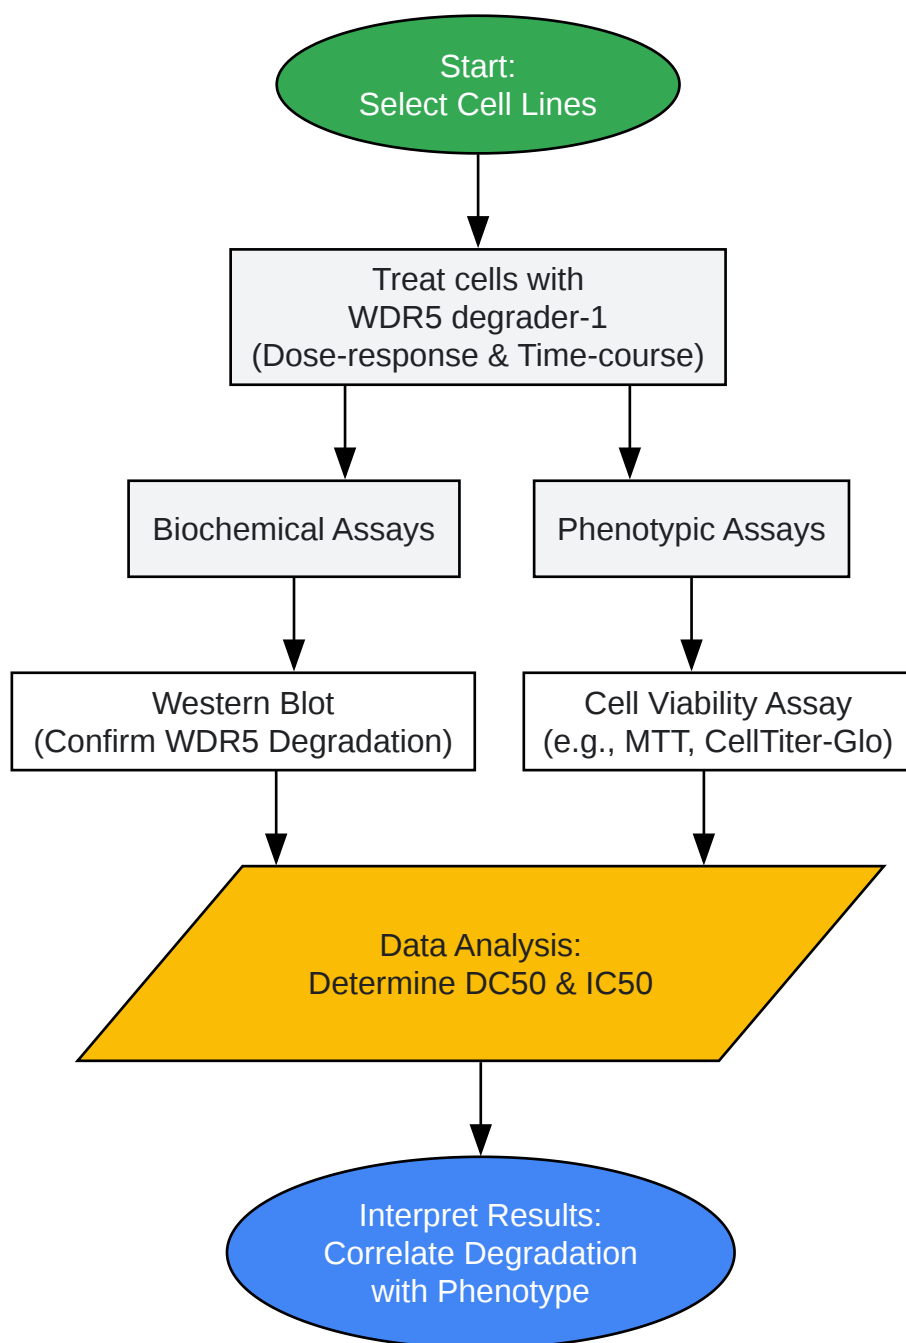 Start:
Select Cell Lines
Treat cells with
WDR5 degrader-1
(Dose-response & Time-course)
Biochemical Assays
Phenotypic Assays
Western Blot
(Confirm WDR5 Degradation)
Cell Viability Assay
(e.g., MTT, CellTiter-Glo)
Data Analysis:
Determine DC50 & IC50
Interpret Results:
Correlate Degradation
with Phenotype